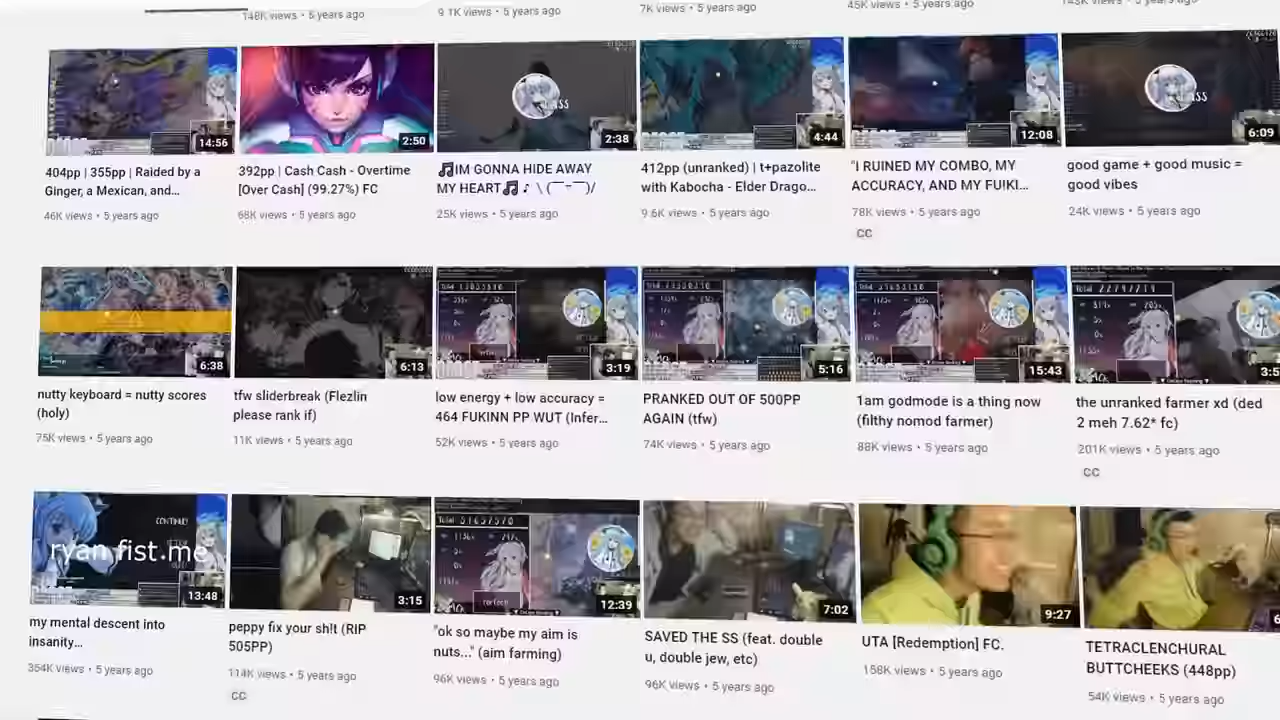 148K views • 5 years ago
9.1K views • 5 years ago
7K views • 5 years ago
45K views • 5 years ago
143K views • 5 years ago
14:56
2:50
2:38
4:44
12:08
6:09
404pp | 355pp | Raided by a
Ginger, a Mexican, and...
46K views • 5 years ago
392pp | Cash Cash - Overtime
[Over Cash] (99.27%) FC
68K views • 5 years ago
🎵IM GONNA HIDE AWAY
MY HEART🎵 ♪ \ (￣ー￣)/
25K views • 5 years ago
412pp (unranked) | t+pazolite
with Kabocha - Elder Drago...
9.6K views • 5 years ago
"I RUINED MY COMBO, MY
ACCURACY, AND MY FU!KI...
78K views • 5 years ago
CC
good game + good music =
good vibes
24K views • 5 years ago
6:38
6:13
3:19
5:16
15:43
3:5
nutty keyboard = nutty scores
(holy)
75K views • 5 years ago
tfw sliderbreak (Flezlin
please rank if)
11K views • 5 years ago
low energy + low accuracy =
464 FUKINN PP WUT (Infer...
52K views • 5 years ago
PRANKED OUT OF 500PP
AGAIN (tfw)
74K views • 5 years ago
1am godmode is a thing now
(filthy nomod farmer)
88K views • 5 years ago
the unranked farmer xd (ded
2 meh 7.62* fc)
201K views • 5 years ago
CC
CONTINUE
ryan.fist.me
13:48
3:15
12:39
7:02
9:27
6
my mental descent into
insanity...
354K views • 5 years ago
peppy fix your sh!t (RIP
505PP)
114K views • 5 years ago
CC
"ok so maybe my aim is
nuts..." (aim farming)
96K views • 5 years ago
SAVED THE SS (feat. double
u, double jew, etc)
96K views • 5 years ago
UTA [Redemption] FC.
158K views • 5 years ago
TETRACLENCHURAL
BUTTCHEEKS (448pp)
54K views • 5 years ago